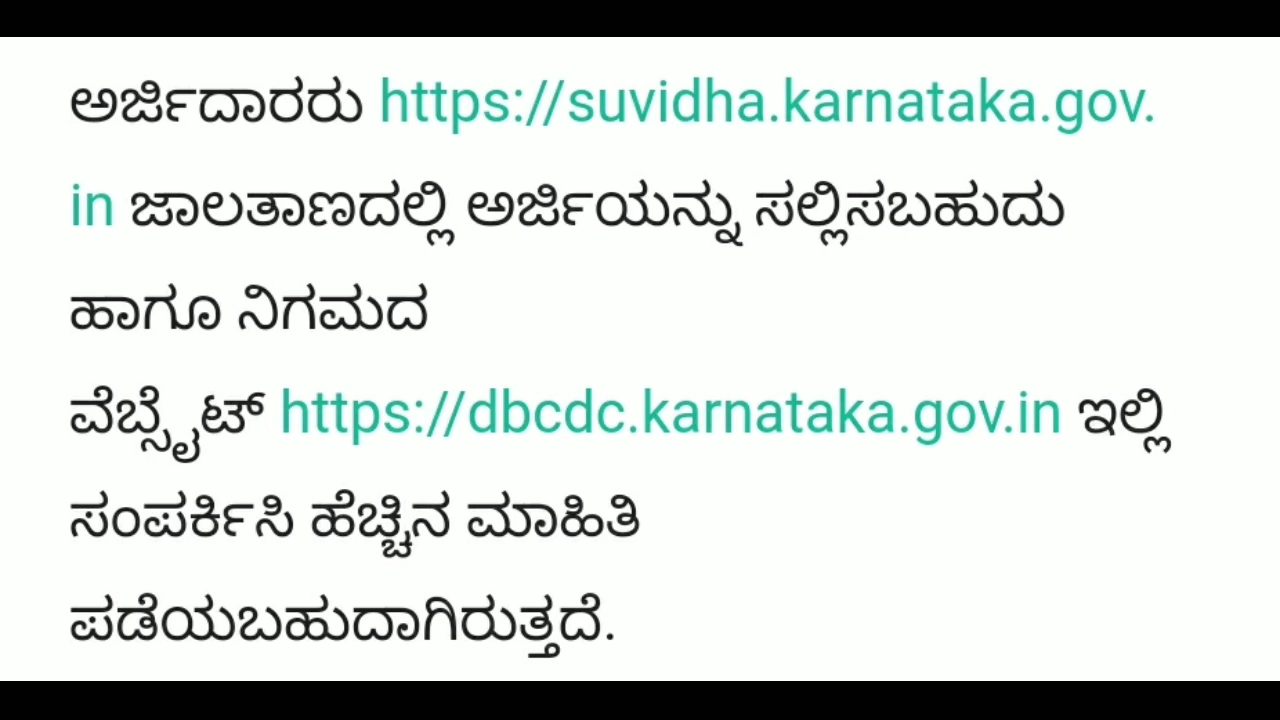 ಅರ್ಜಿದಾರರು https://suvidha.karnataka.gov.
in ಜಾಲತಾಣದಲ್ಲಿ ಅರ್ಜಿಯನ್ನು ಸಲ್ಲಿಸಬಹುದು
ಹಾಗೂ ನಿಗಮದ
ವೆಬ್ಸೈಟ್ https://dbcdc.karnataka.gov.in ಇಲ್ಲಿ
ಸಂಪರ್ಕಿಸಿ ಹೆಚ್ಚಿನ ಮಾಹಿತಿ
ಪಡೆಯಬಹುದಾಗಿರುತ್ತದೆ.